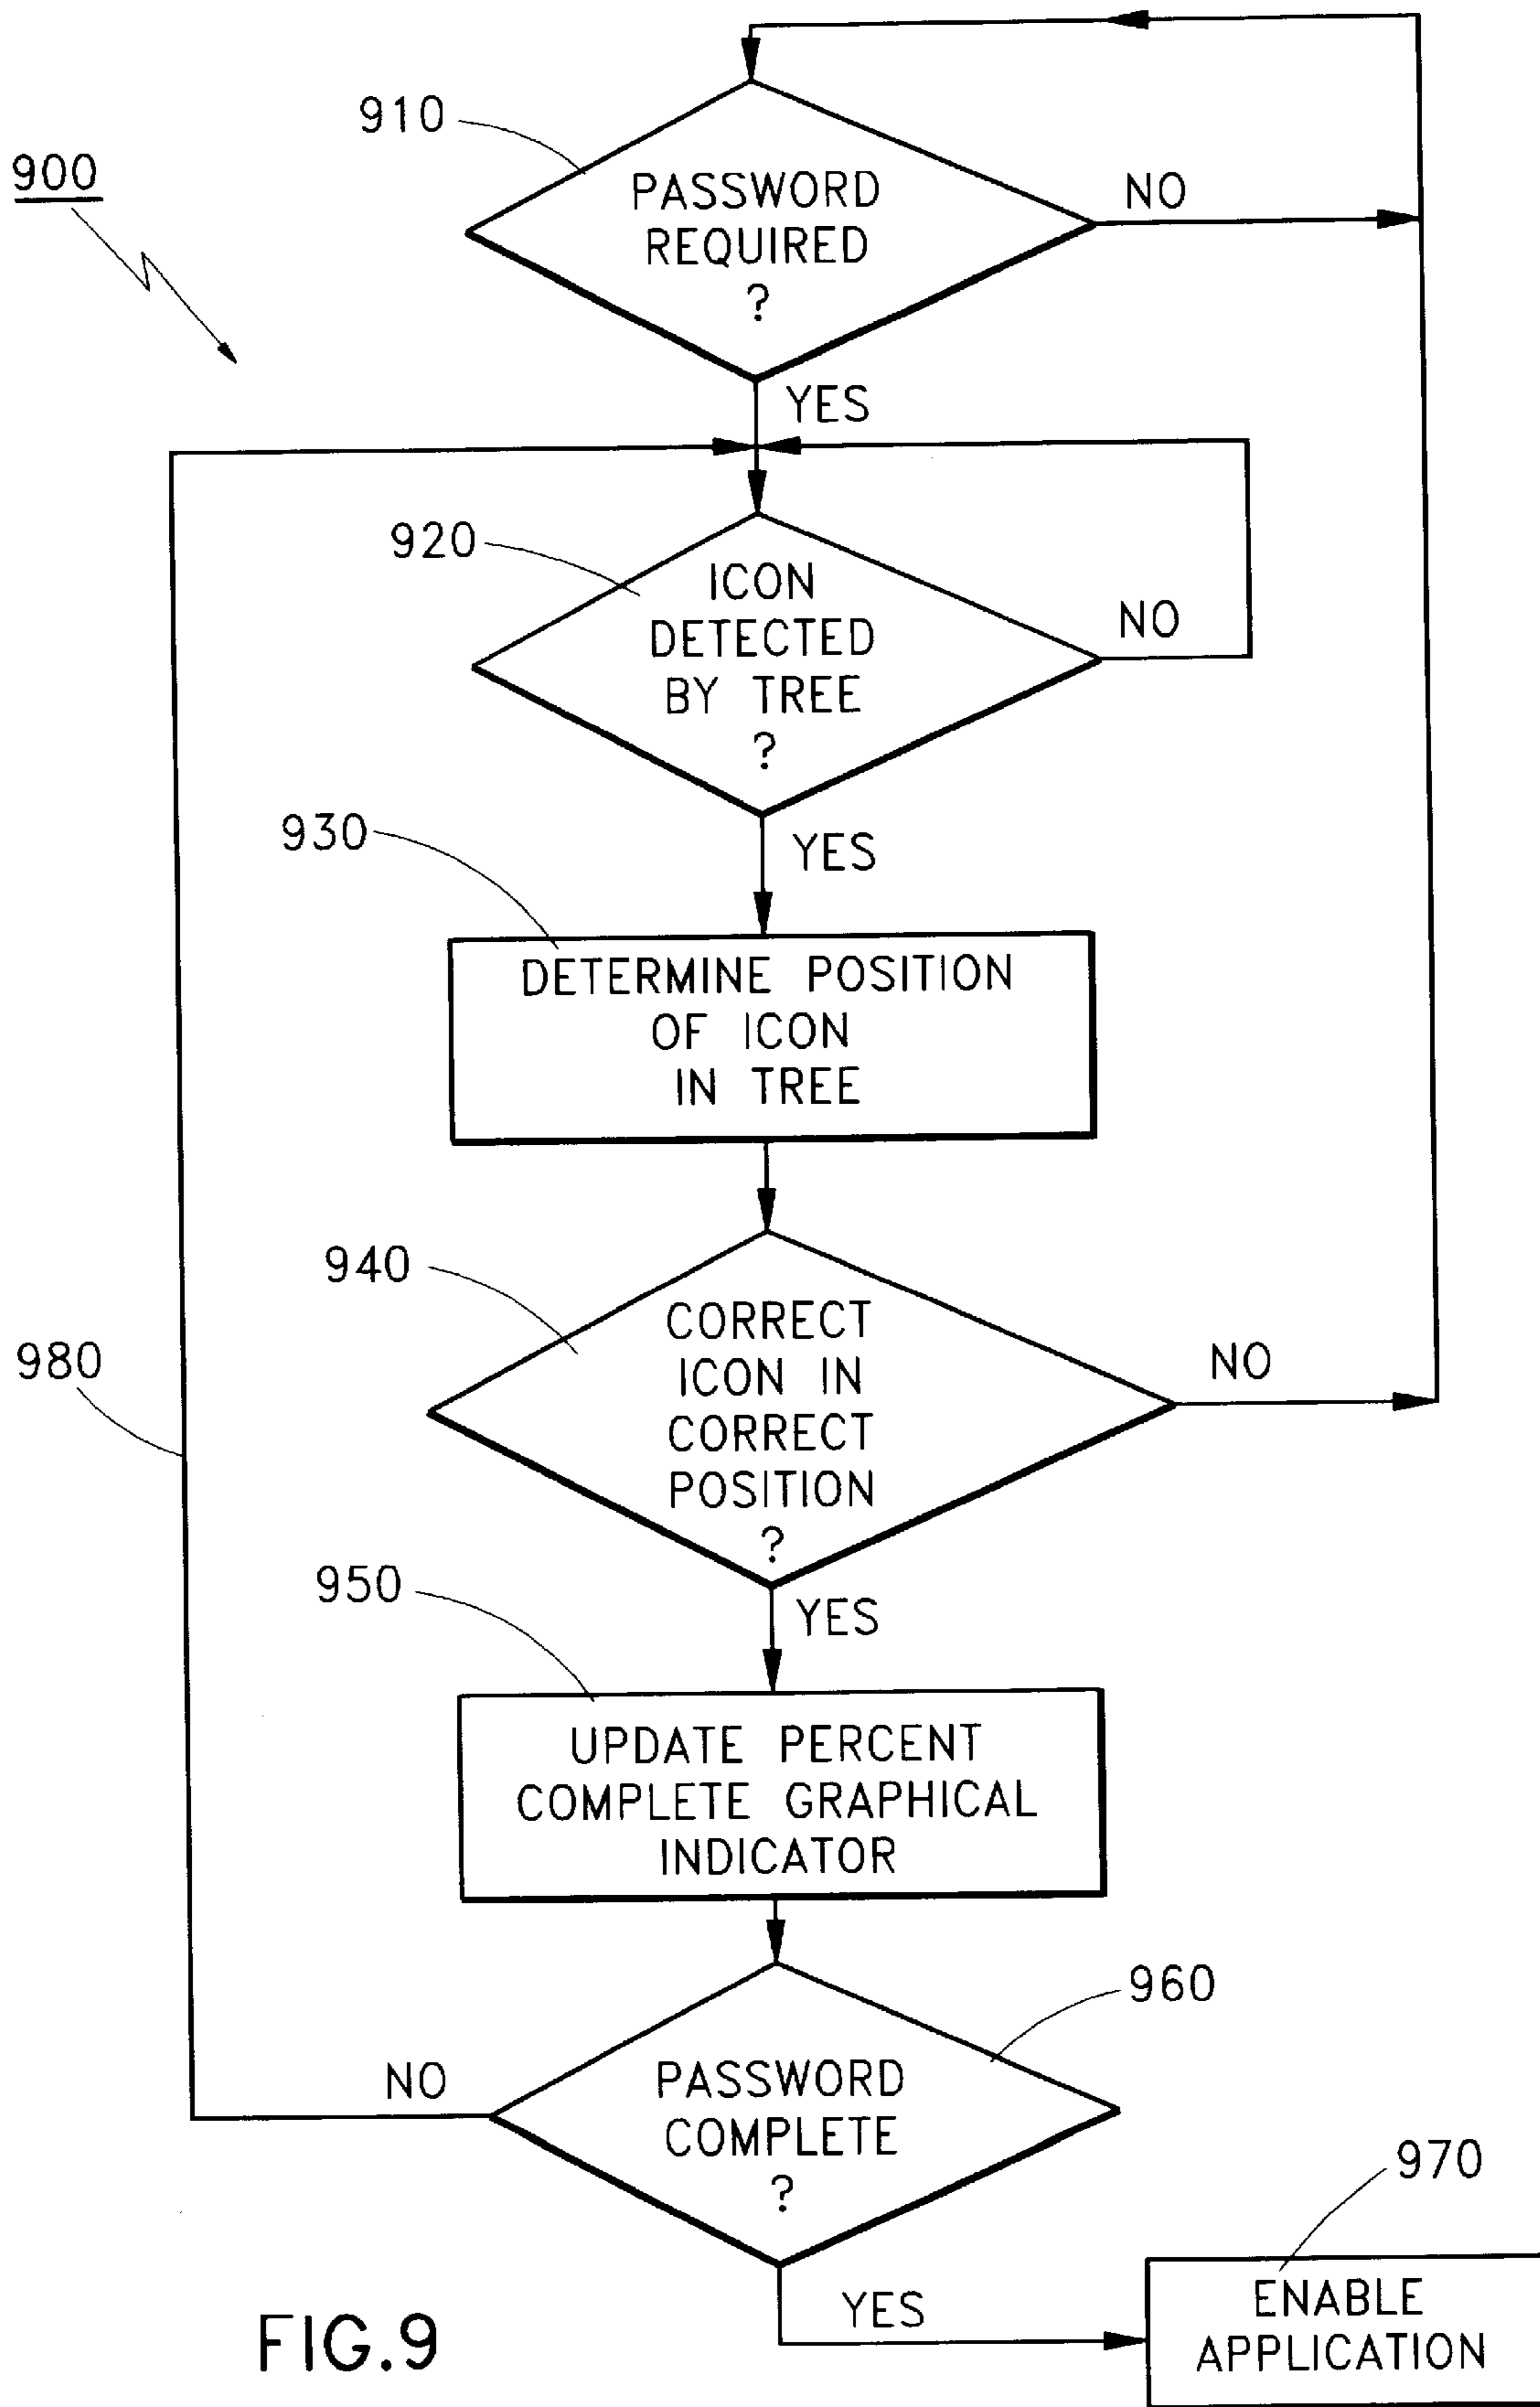 910
900
PASSWORD
REQUIRED
?
NO
YES
920
ICON
DETECTED
BY TREE
?
NO
930
YES
DETERMINE POSITION
OF ICON
IN TREE
940
CORRECT
ICON IN
CORRECT
POSITION
?
NO
980
950
YES
UPDATE PERCENT
COMPLETE GRAPHICAL
INDICATOR
960
NO
PASSWORD
COMPLETE
?
970
YES
ENABLE
APPLICATION
FIG.9